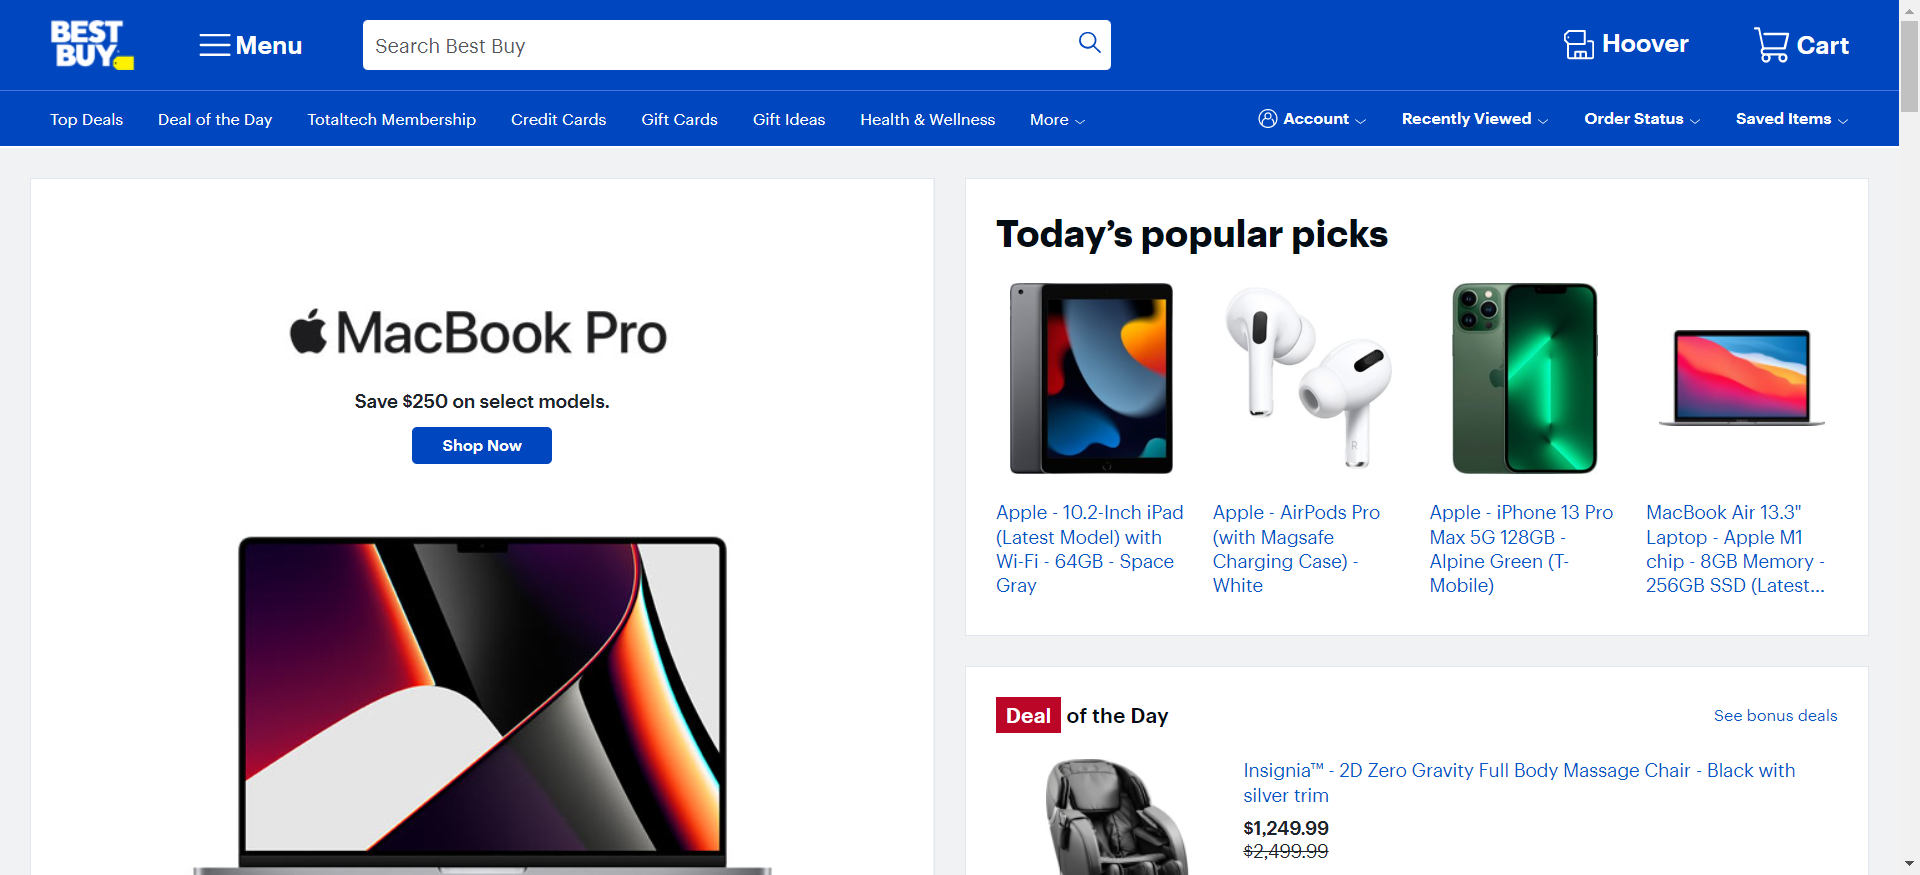 BEST
BUY
Menu
Search Best Buy
Hoover
Cart
Top Deals
Deal of the Day
Totaltech Membership
Credit Cards
Gift Cards
Gift Ideas
Health & Wellness
More
Account
Recently Viewed
Order Status
Saved Items
MacBook Pro
Save $250 on select models.
Shop Now
Today’s popular picks
R
Apple - 10.2-Inch iPad
(Latest Model) with
Wi-Fi - 64GB - Space
Gray
Apple - AirPods Pro
(with Magsafe
Charging Case) -
White
Apple - iPhone 13 Pro
Max 5G 128GB -
Alpine Green (T-
Mobile)
MacBook Air 13.3"
Laptop - Apple M1
chip - 8GB Memory -
256GB SSD (Latest...
Deal of the Day
See bonus deals
Insignia™ - 2D Zero Gravity Full Body Massage Chair - Black with
silver trim
$1,249.99
$2,499.99